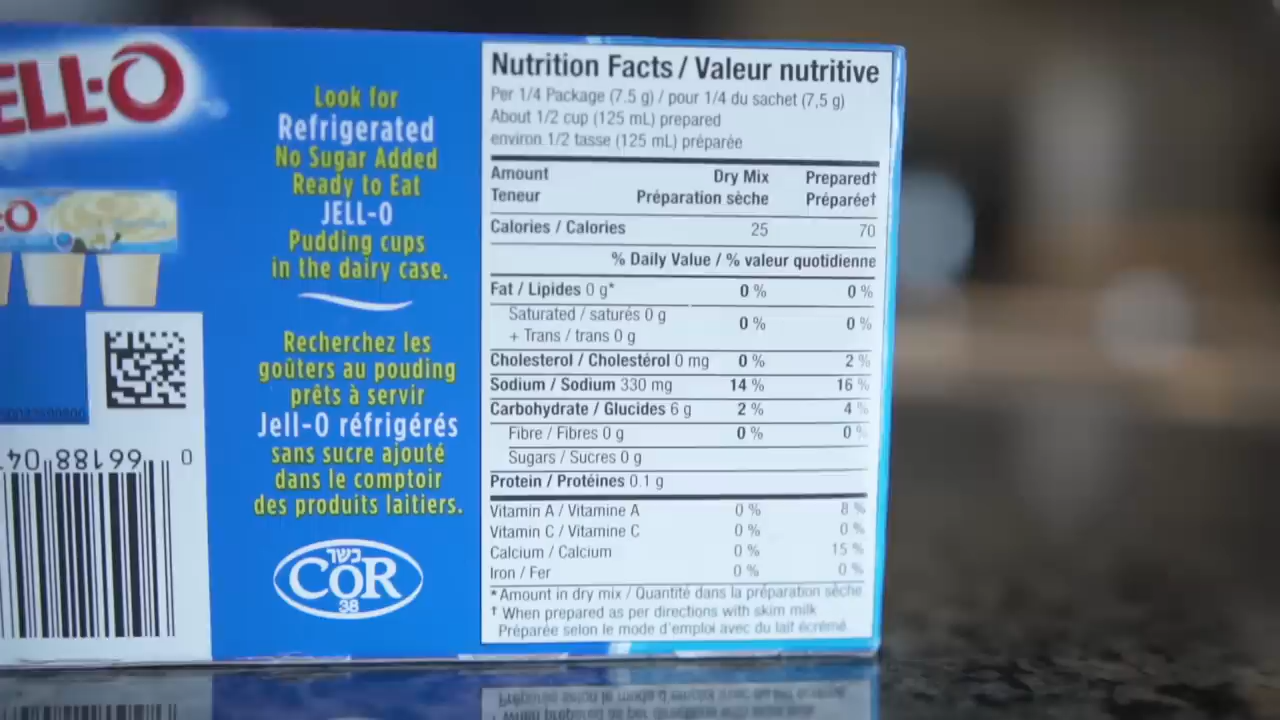 ELL-O
Look for
Refrigerated
No Sugar Added
Ready to Eat
JELL-O
Pudding cups
in the dairy case.
Recherchez les
goûters au pouding
prêts à servir
Jell-O réfrigérés
sans sucre ajouté
dans le comptoir
des produits laitiers.
כשר
COR
38
0 66188 04
Nutrition Facts / Valeur nutritive
Per 1/4 Package (7.5 g) / pour 1/4 du sachet (7,5 g)
About 1/2 cup (125 mL) prepared
environ 1/2 tasse (125 mL) préparée
Amount Dry Mix Prepared†
Teneur Préparation sèche Préparée†
Calories / Calories 25 70
% Daily Value / % valeur quotidienne
Fat / Lipides 0 g* 0 % 0 %
Saturated / saturés 0 g
+ Trans / trans 0 g 0 % 0 %
Cholesterol / Cholestérol 0 mg 0 % 2 %
Sodium / Sodium 330 mg 14 % 16 %
Carbohydrate / Glucides 6 g 2 % 4 %
Fibre / Fibres 0 g 0 % 0 %
Sugars / Sucres 0 g
Protein / Protéines 0.1 g
Vitamin A / Vitamine A 0 % 8 %
Vitamin C / Vitamine C 0 % 0 %
Calcium / Calcium 0 % 15 %
Iron / Fer 0 % 0 %
* Amount in dry mix / Quantité dans la préparation sèche
† When prepared as per directions with skim milk
Préparée selon le mode d'emploi avec du lait écrémé